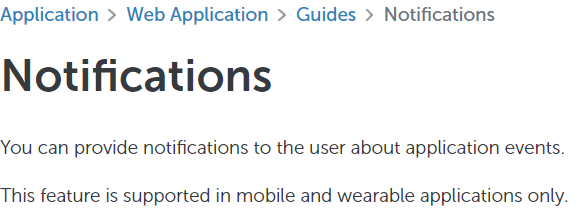 Application > Web Application > Guides > Notifications
Notifications
You can provide notifications to the user about application events.
This feature is supported in mobile and wearable applications only.